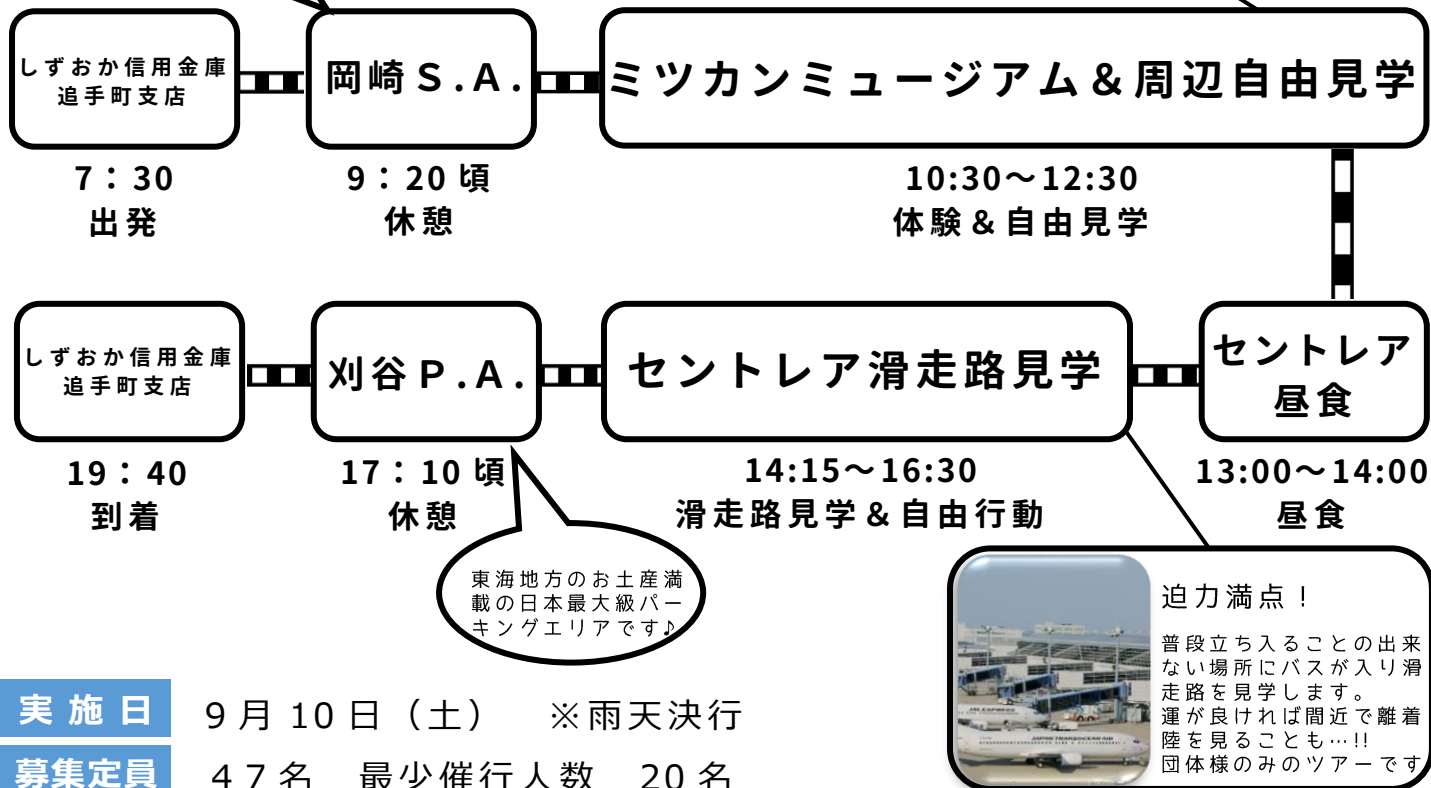 しずおか信用金庫
追手町支店
岡崎S.A.
ミツカンミュージアム&周辺自由見学
7:30
出発
9:20頃
休憩
10:30～12:30
体験&自由見学
しずおか信用金庫
追手町支店
刈谷P.A.
セントレア滑走路見学
セントレア
昼食
19:40
到着
17:10頃
休憩
14:15～16:30
滑走路見学&自由行動
13:00～14:00
昼食
東海地方のお土産満
載の日本最大級パー
キングエリアです♪
迫力満点!
普段立ち入ることの出来
ない場所にバスが入り滑
走路を見学します。
運が良ければ間近で離着
陸を見ることも…!!
団体様のみのツアーです
JAL EXPRESS
JAPAN TRANSOCEAN AIR
実施日 9月10日(土) ※雨天決行
募集定員 47名 最少催行人数 20名